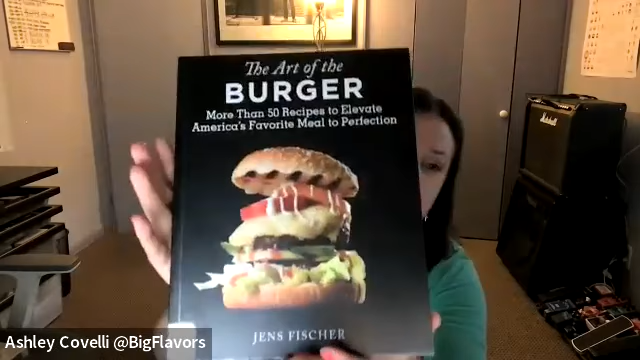 The Art of the
BURGER
More Than 50 Recipes to Elevate
America's Favorite Meal to Perfection
Marshall
JENS FISCHER
Ashley Covelli @BigFlavors